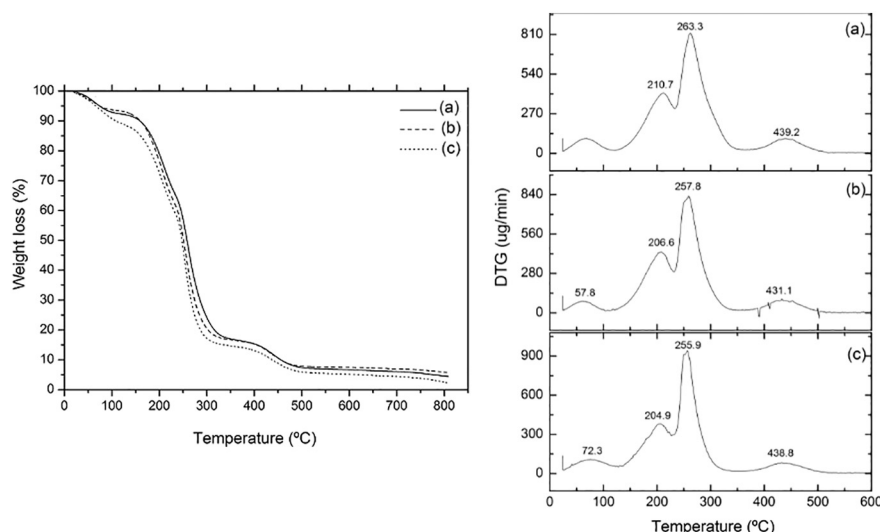 100
90
80
70
60
50
40
30
20
10
0
Weight loss (%)
(a)
(b)
(c)
0 100 200 300 400 500 600 700 800
Temperature (ºC)
DTG (ug/min)
810
540
270
0
210.7
263.3
439.2
(a)
840
560
280
0
57.8
206.6
257.8
431.1
(b)
900
600
300
0
72.3
204.9
255.9
438.8
(c)
0 100 200 300 400 500 600
Temperature (ºC)